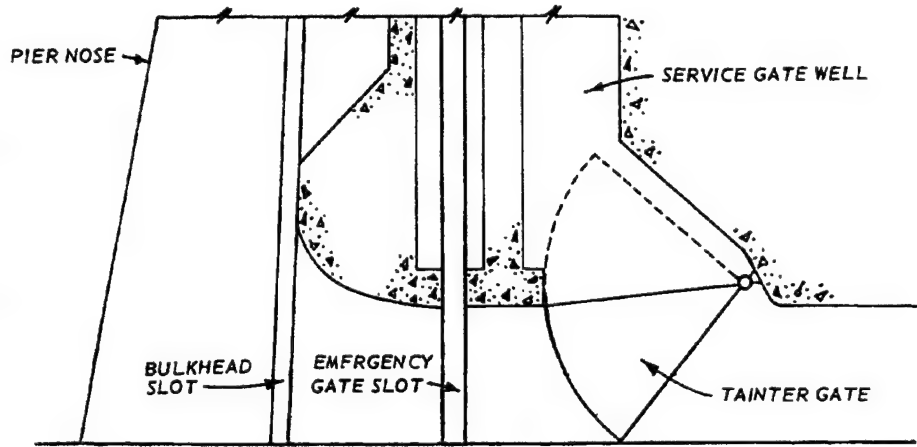 PIER NOSE
SERVICE GATE WELL
BULKHEAD
SLOT
EMFRGENCY
GATE SLOT
TAINTER GATE